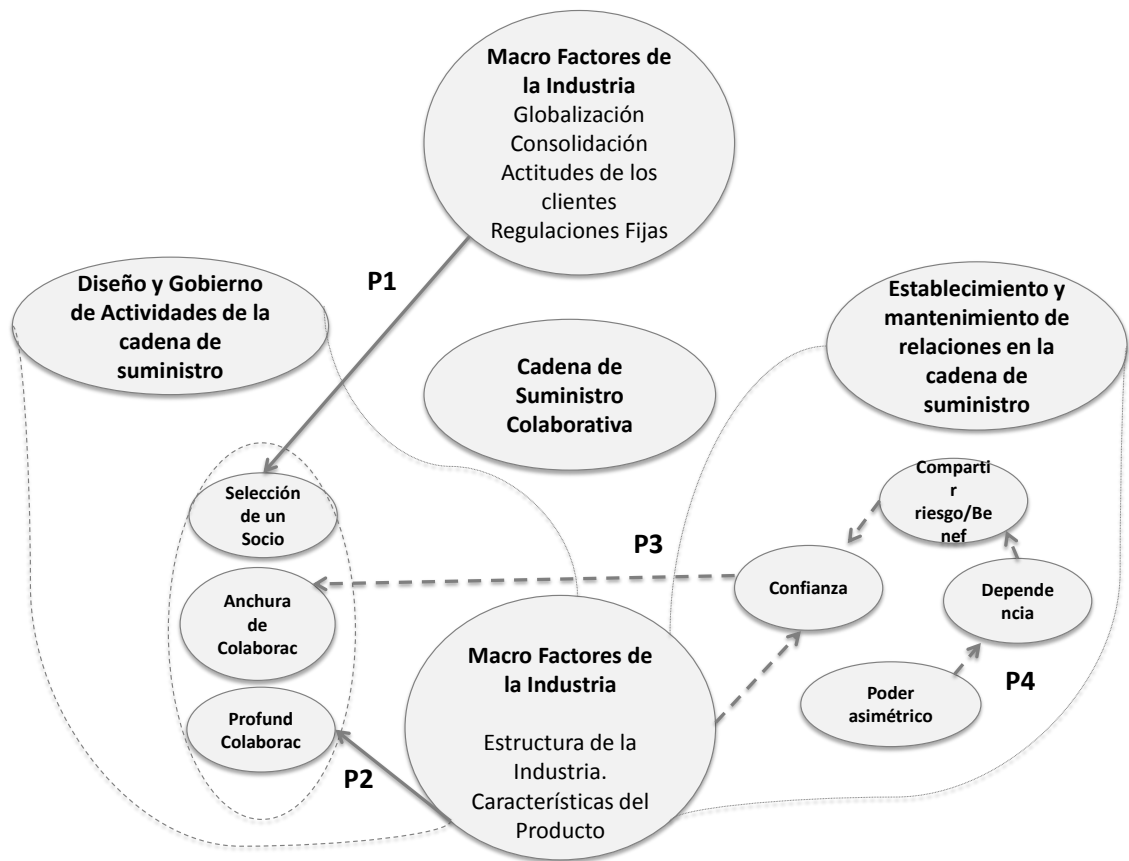 Macro Factores de
la Industria
Globalización
Consolidación
Actitudes de los
clientes
Regulaciones Fijas
P1
Diseño y Gobierno
de Actividades de la
cadena de
suministro
Cadena de
Suministro
Colaborativa
Establecimiento y
mantenimiento de
relaciones en la
cadena de
suministro
Selección
de un
Socio
Anchura
de
Colaborac
Profund
Colaborac
P2
P3
Macro Factores de
la Industria
Estructura de la
Industria.
Características del
Producto
Comparti
r
riesgo/Be
nef
Confianza
Depende
ncia
Poder
asimétrico
P4